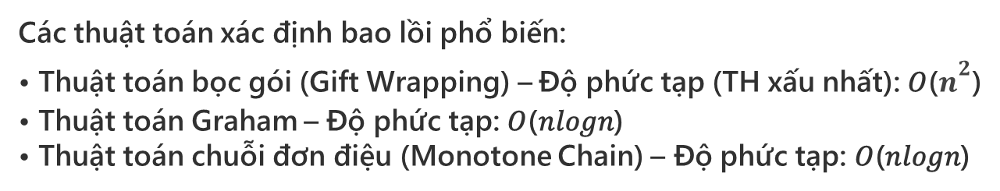 Các thuật toán xác định bao lồi phổ biến:
• Thuật toán bọc gói (Gift Wrapping) – Độ phức tạp (TH xấu nhất): O(n²)
• Thuật toán Graham – Độ phức tạp: O(nlogn)
• Thuật toán chuỗi đơn điệu (Monotone Chain) – Độ phức tạp: O(nlogn)